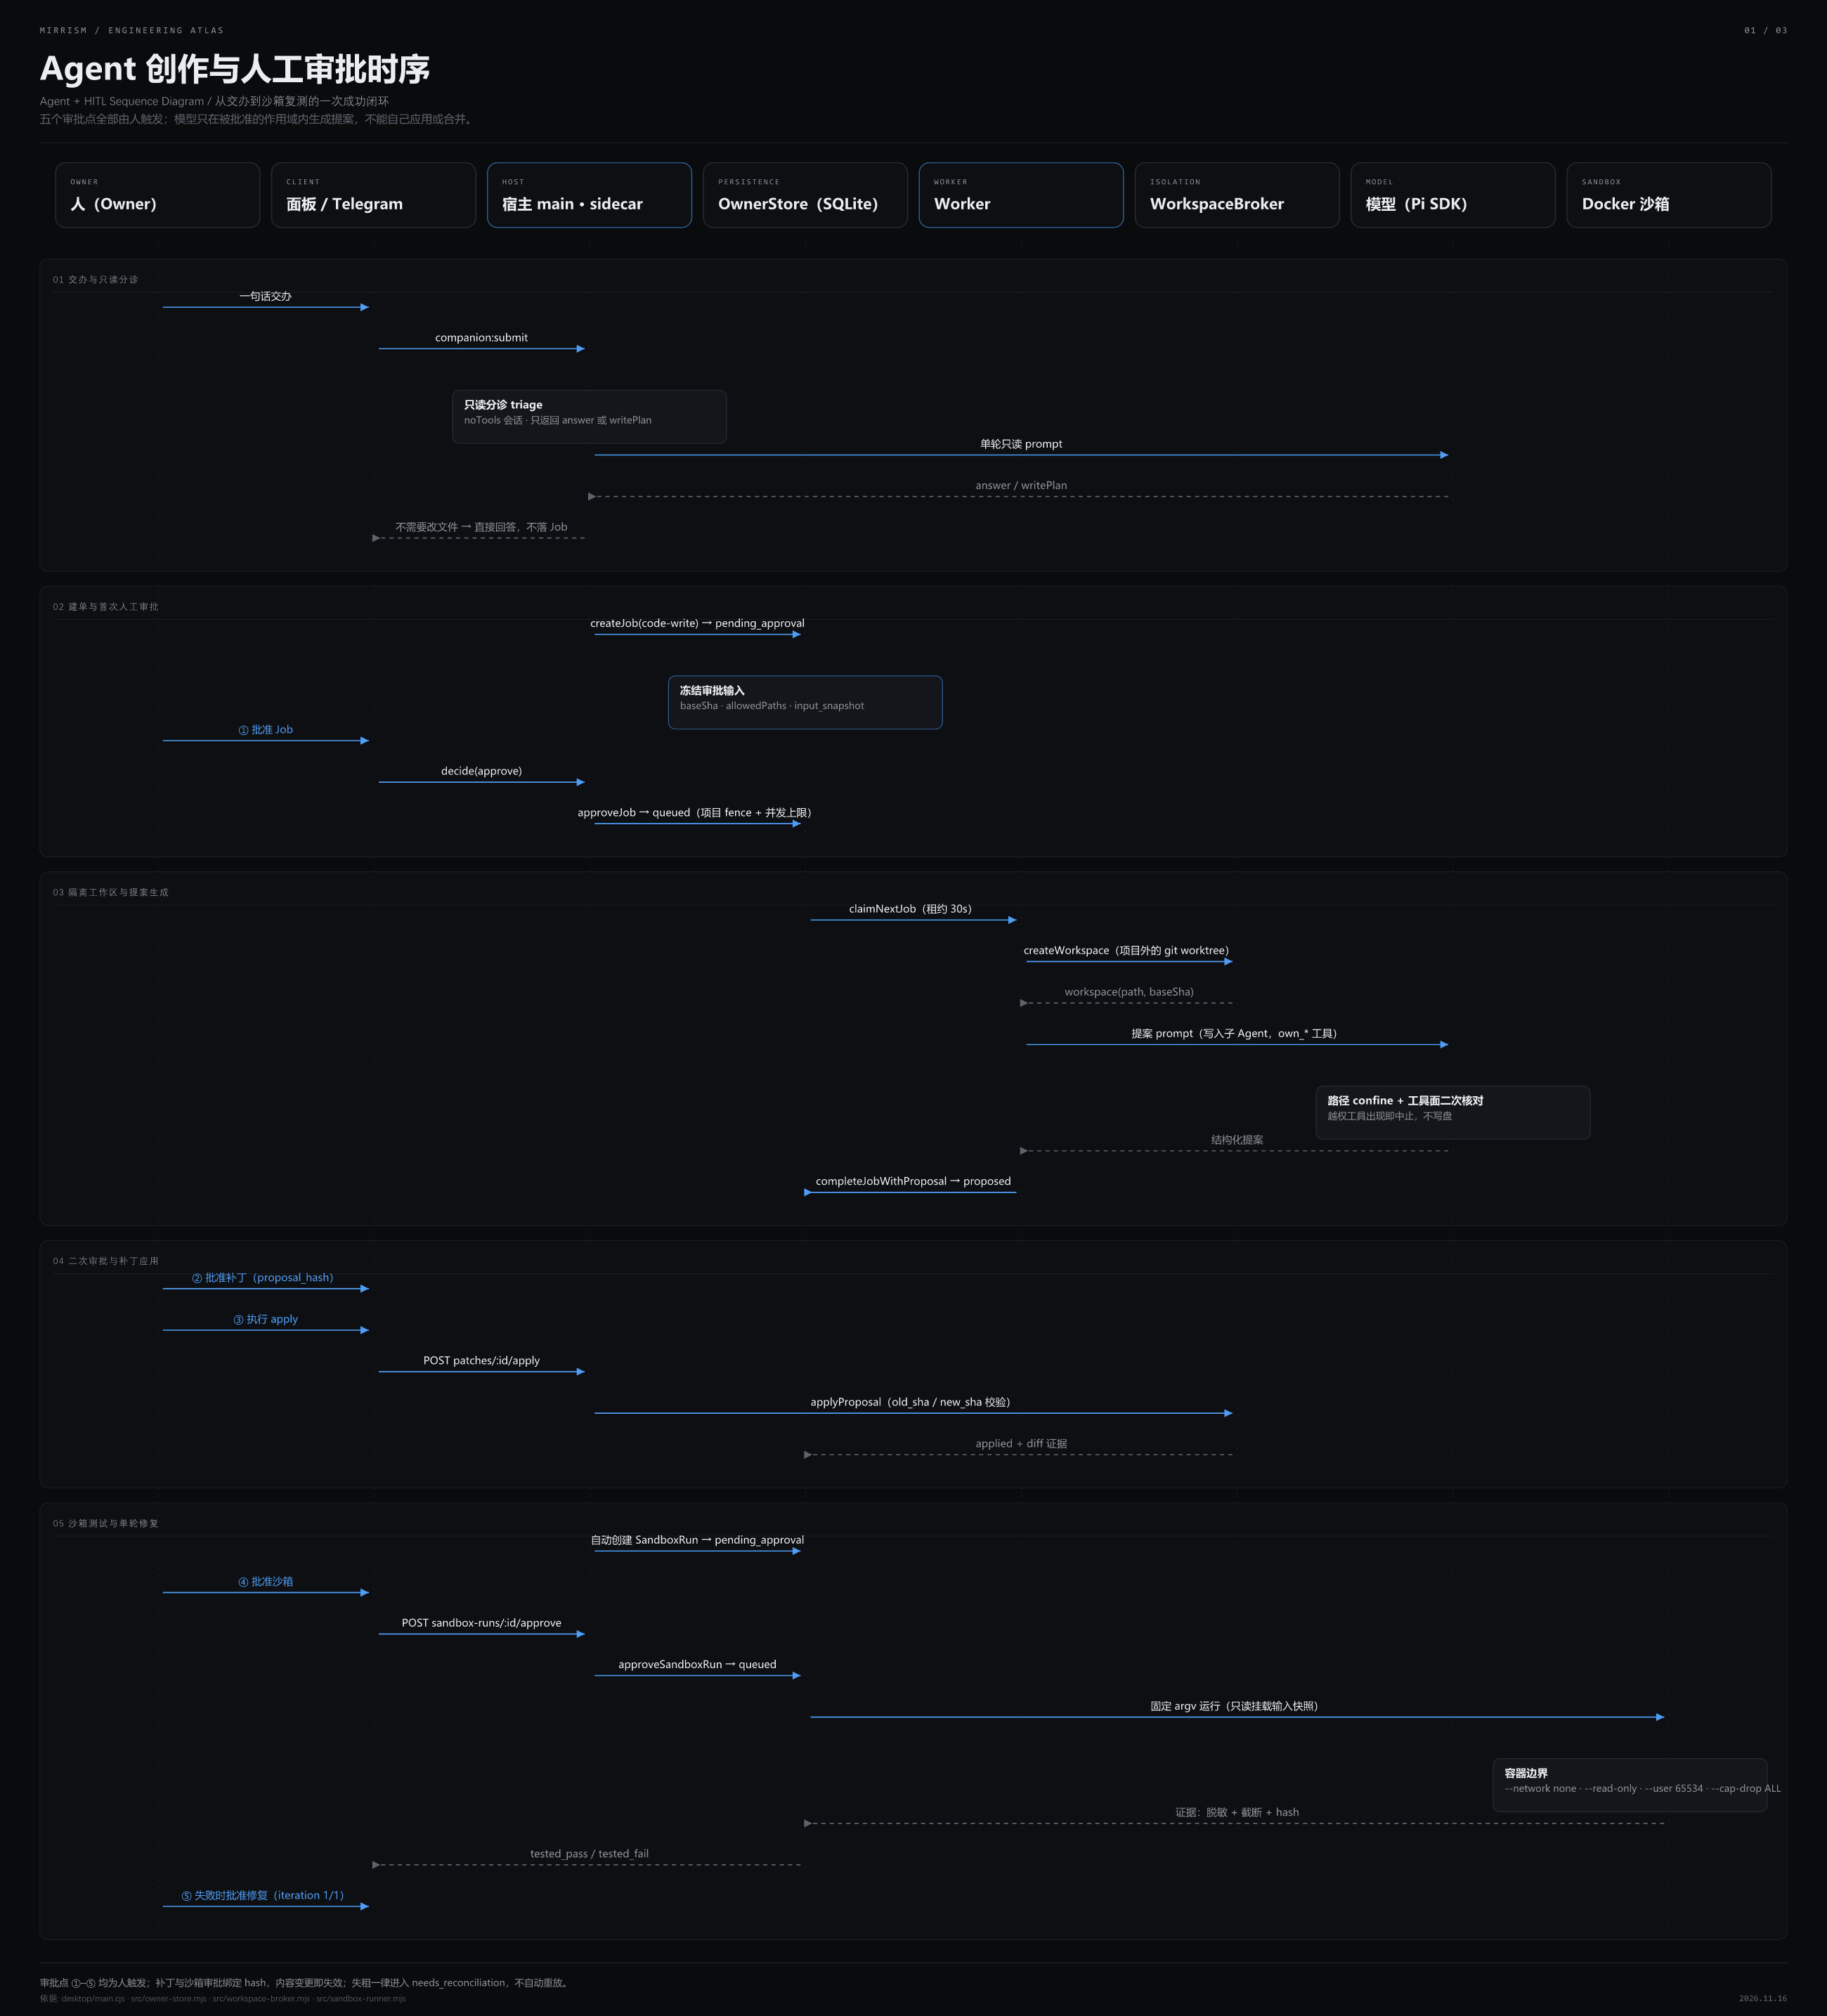 MIRRISM / ENGINEERING ATLAS
01 / 03
Agent 创作与人工审批时序
Agent + HITL Sequence Diagram / 从交办到沙箱复测的一次成功闭环
五个审批点全部由人触发；模型只在被批准的作用域内生成提案，不能自己应用或合并。
OWNER
人（Owner）
CLIENT
面板 / Telegram
HOST
宿主 main · sidecar
PERSISTENCE
OwnerStore（SQLite）
WORKER
Worker
ISOLATION
WorkspaceBroker
MODEL
模型（Pi SDK）
SANDBOX
Docker 沙箱
01 交办与只读分诊
一句话交办
companion:submit
只读分诊 triage
noTools 会话 · 只返回 answer 或 writePlan
单轮只读 prompt
answer / writePlan
不需要改文件 → 直接回答，不落 Job
02 建单与首次人工审批
createJob(code-write) → pending_approval
冻结审批输入
baseSha · allowedPaths · input_snapshot
① 批准 Job
decide(approve)
approveJob → queued（项目 fence + 并发上限）
03 隔离工作区与提案生成
claimNextJob（租约 30s）
createWorkspace（项目外的 git worktree）
workspace(path, baseSha)
提案 prompt（写入子 Agent，own_* 工具）
路径 confine + 工具面二次核对
越权工具出现即中止，不写盘
结构化提案
completeJobWithProposal → proposed
04 二次审批与补丁应用
② 批准补丁（proposal_hash）
③ 执行 apply
POST patches/:id/apply
applyProposal（old_sha / new_sha 校验）
applied + diff 证据
05 沙箱测试与单轮修复
自动创建 SandboxRun → pending_approval
④ 批准沙箱
POST sandbox-runs/:id/approve
approveSandboxRun → queued
固定 argv 运行（只读挂载输入快照）
容器边界
--network none · --read-only · --user 65534 · --cap-drop ALL
证据：脱敏 + 截断 + hash
tested_pass / tested_fail
⑤ 失败时批准修复（iteration 1/1）
审批点 ①–⑤ 均为人触发；补丁与沙箱审批绑定 hash，内容变更即失效；失租一律进入 needs_reconciliation，不自动重放。
依据: desktop/main.cjs · src/owner-store.mjs · src/workspace-broker.mjs · src/sandbox-runner.mjs
2026.11.16